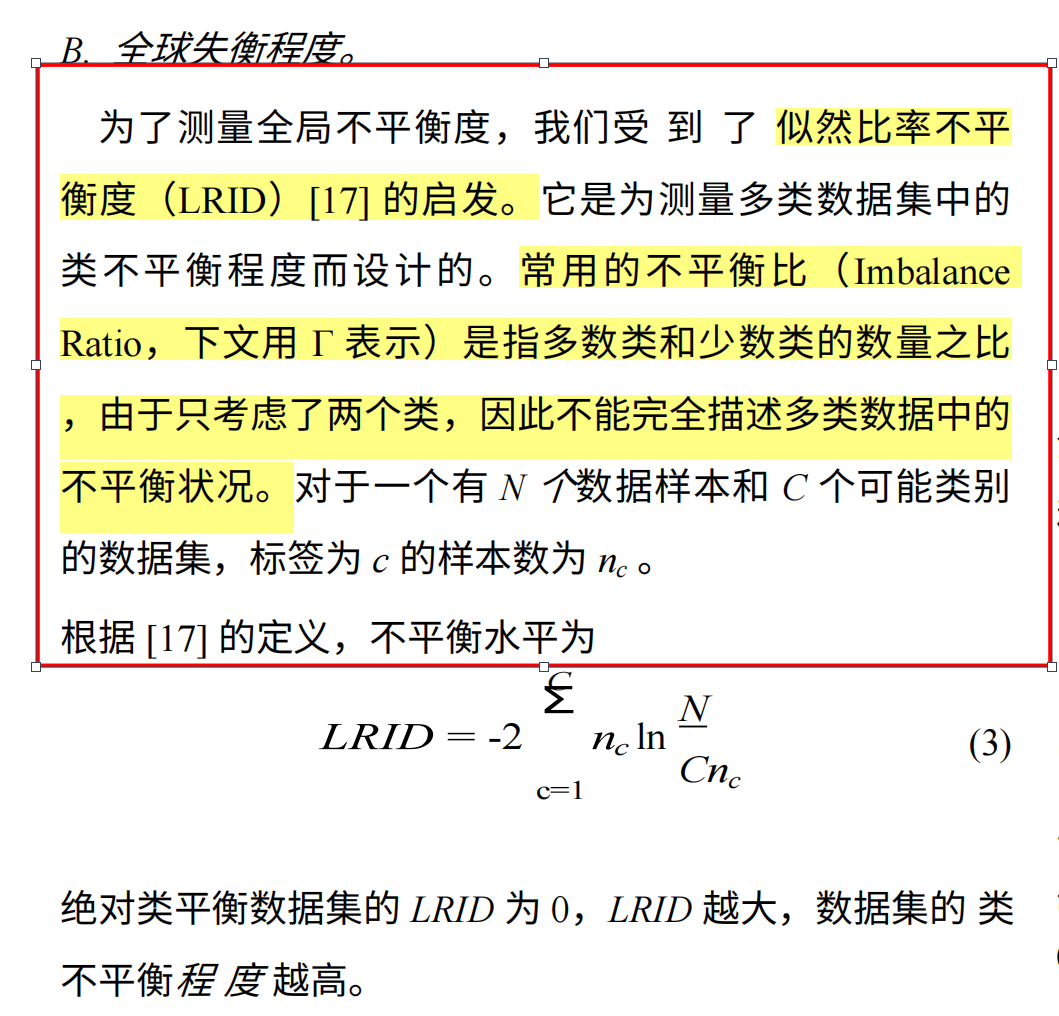 B. 全球失衡程度。
为了测量全局不平衡度，我们受 到 了 似然比率不平
衡度（LRID）[17] 的启发。它是为测量多类数据集中的
类不平衡程度而设计的。常用的不平衡比（Imbalance
Ratio，下文用 Γ 表示）是指多数类和少数类的数量之比
，由于只考虑了两个类，因此不能完全描述多类数据中的
不平衡状况。对于一个有 N 个数据样本和 C 个可能类别
的数据集，标签为 c 的样本数为 nc 。
根据 [17] 的定义，不平衡水平为
C
LRID = -2 Σ nc ln N
Cnc (3)
c=1
绝对类平衡数据集的 LRID 为 0，LRID 越大，数据集的 类
不平衡程 度 越高。